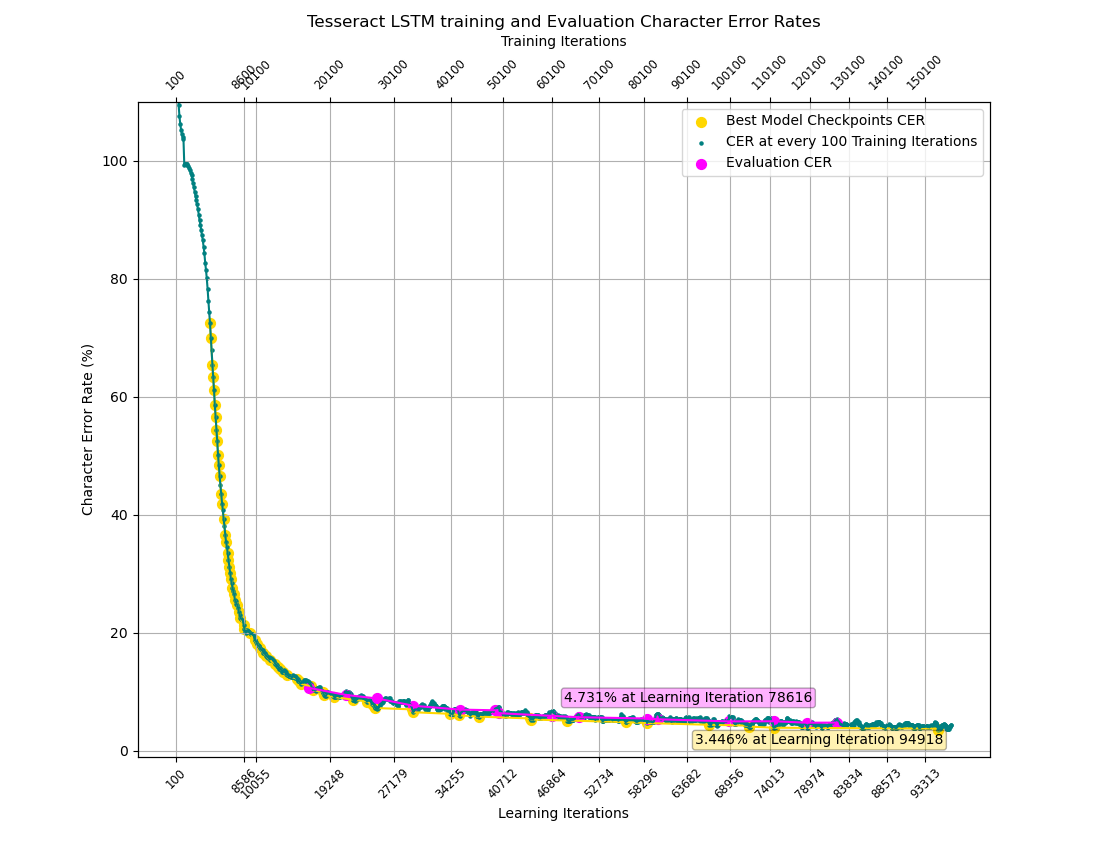 Tesseract LSTM training and Evaluation Character Error Rates
Training Iterations
100 8600 10100 20100 30100 40100 50100 60100 70100 80100 90100 100100 110100 120100 130100 140100 150100
Best Model Checkpoints CER
CER at every 100 Training Iterations
Evaluation CER
100
80
60
40
20
0
Character Error Rate (%)
4.731% at Learning Iteration 78616
3.446% at Learning Iteration 94918
100 8586 10055 19248 27179 34255 40712 46864 52734 58296 63682 68956 74013 78974 83834 88573 93313
Learning Iterations